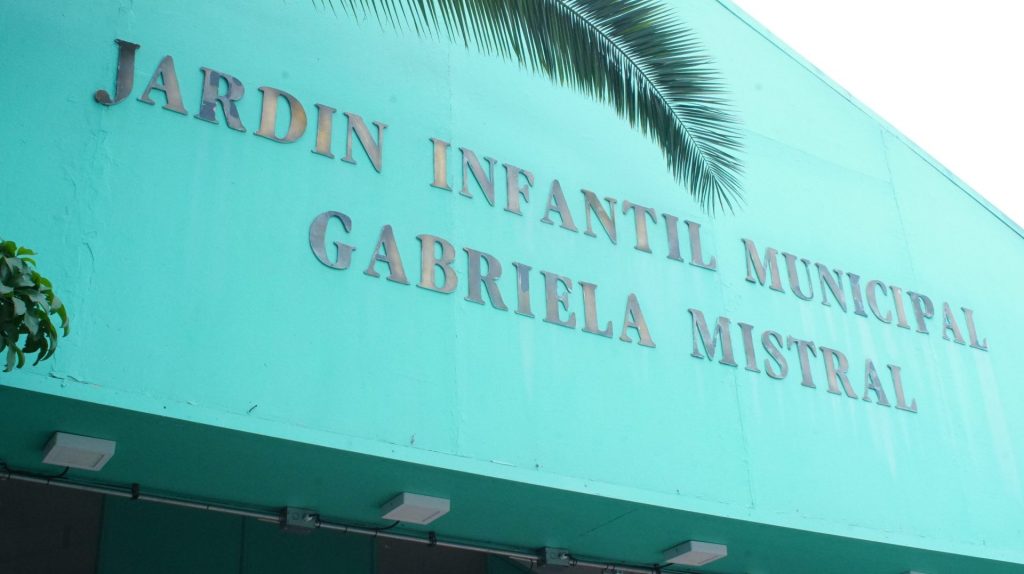 JARDIN INFANTIL MUNICIPAL
GABRIELA MISTRAL